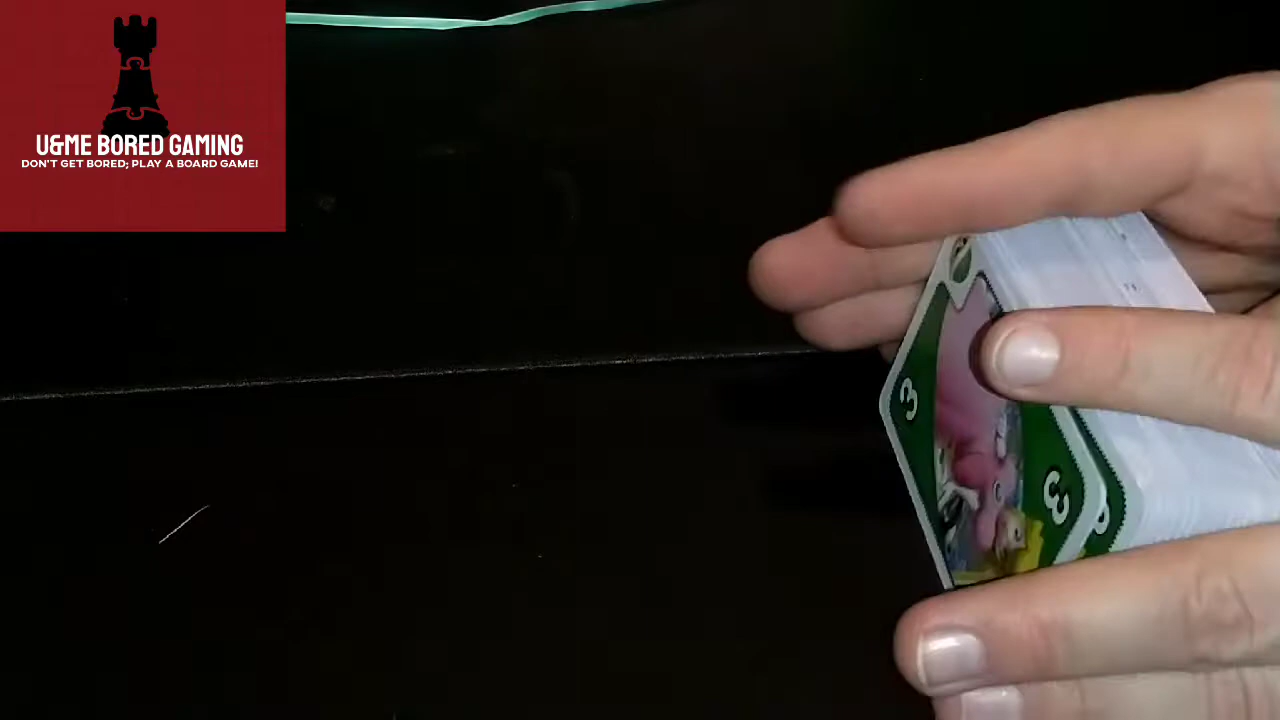 U&ME BORED GAMING
DON'T GET BORED; PLAY A BOARD GAME!
3
3